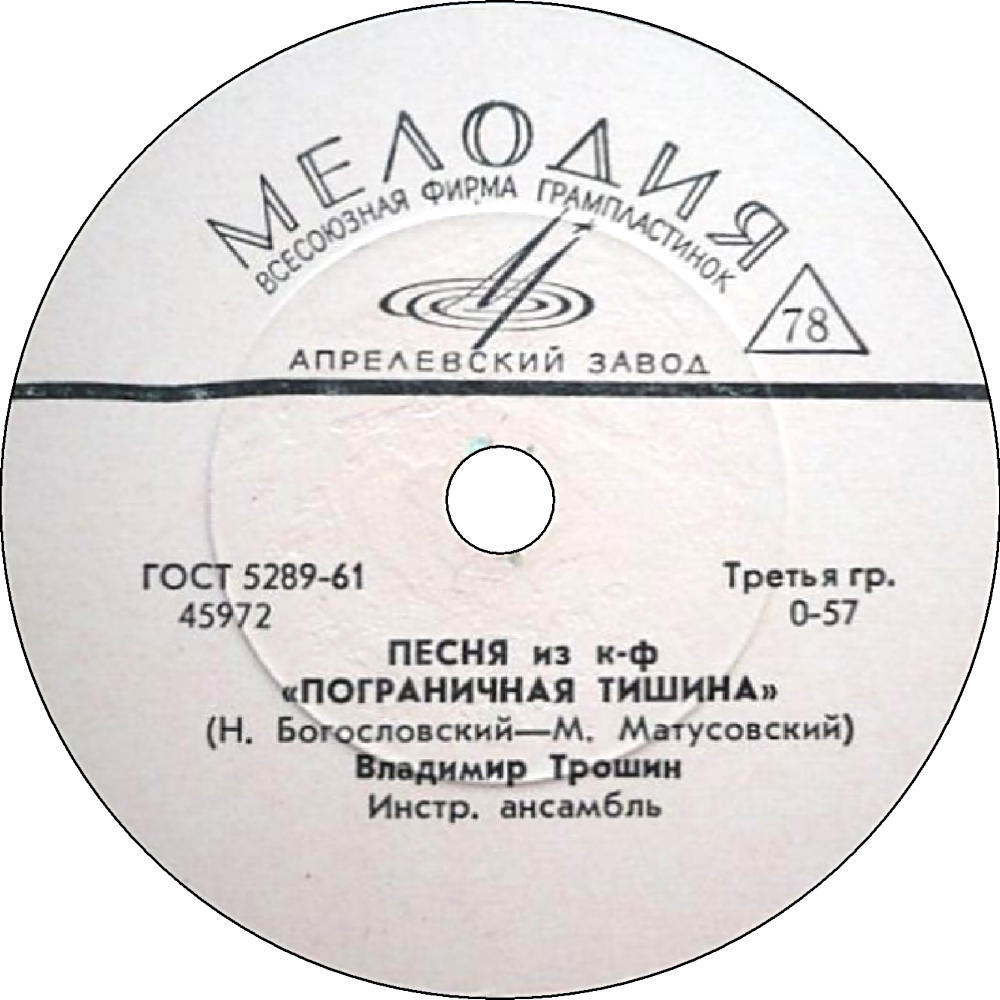 МЕЛОДИЯ
ВСЕСОЮЗНАЯ ФИРМА ГРАМПЛАСТИНОК
78
АПРЕЛЕВСКИЙ ЗАВОД
ГОСТ 5289-61
45972
Третья гр.
0-57
ПЕСНЯ из к-ф
«ПОГРАНИЧНАЯ ТИШИНА»
(Н. Богословский—М. Матусовский)
Владимир Трошин
Инстр. ансамбль